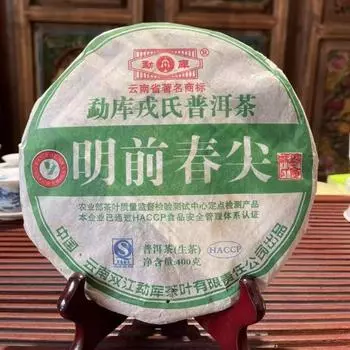 勐库
®
云南省著名商标
勐库戎氏普洱茶
明前春尖
农业部茶叶质量监督检验测试中心定点检测产品
本企业已通过HACCP食品安全管理体系认证
普洱茶(生茶)
净含量:400克
HACCP
中国·云南双江勐库茶叶有限责任公司出品